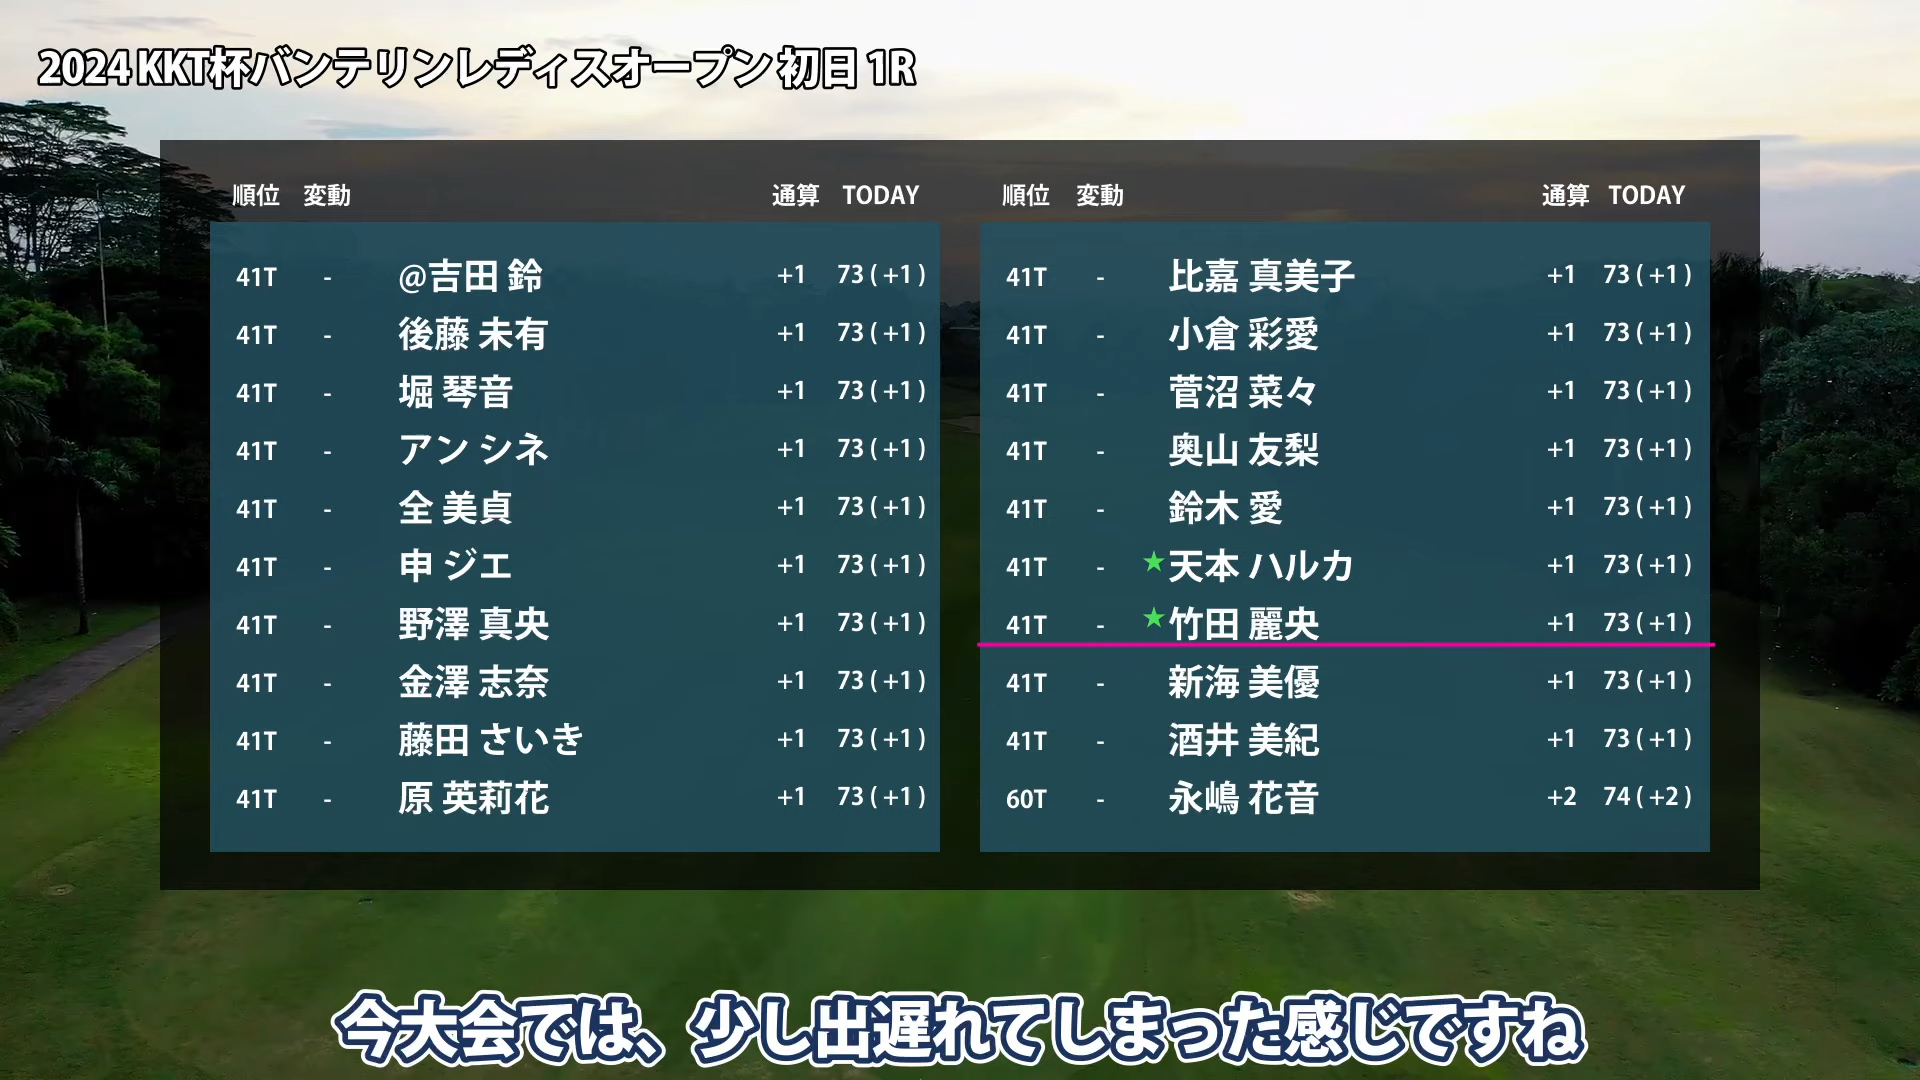 2024 KKT杯バンテリンレディスオープン 初日 1R
順位 変動 通算 TODAY
41T - @吉田 鈴 +1 73 ( +1 )
41T - 後藤 未有 +1 73 ( +1 )
41T - 堀 琴音 +1 73 ( +1 )
41T - アン シネ +1 73 ( +1 )
41T - 全 美貞 +1 73 ( +1 )
41T - 申 ジエ +1 73 ( +1 )
41T - 野澤 真央 +1 73 ( +1 )
41T - 金澤 志奈 +1 73 ( +1 )
41T - 藤田 さいき +1 73 ( +1 )
41T - 原 英莉花 +1 73 ( +1 )
順位 変動 通算 TODAY
41T - 比嘉 真美子 +1 73 ( +1 )
41T - 小倉 彩愛 +1 73 ( +1 )
41T - 菅沼 菜々 +1 73 ( +1 )
41T - 奥山 友梨 +1 73 ( +1 )
41T - 鈴木 愛 +1 73 ( +1 )
41T - ★天本 ハルカ +1 73 ( +1 )
41T - ★竹田 麗央 +1 73 ( +1 )
41T - 新海 美優 +1 73 ( +1 )
41T - 酒井 美紀 +1 73 ( +1 )
60T - 永嶋 花音 +2 74 ( +2 )
今大会では、少し出遅れてしまった感じですね